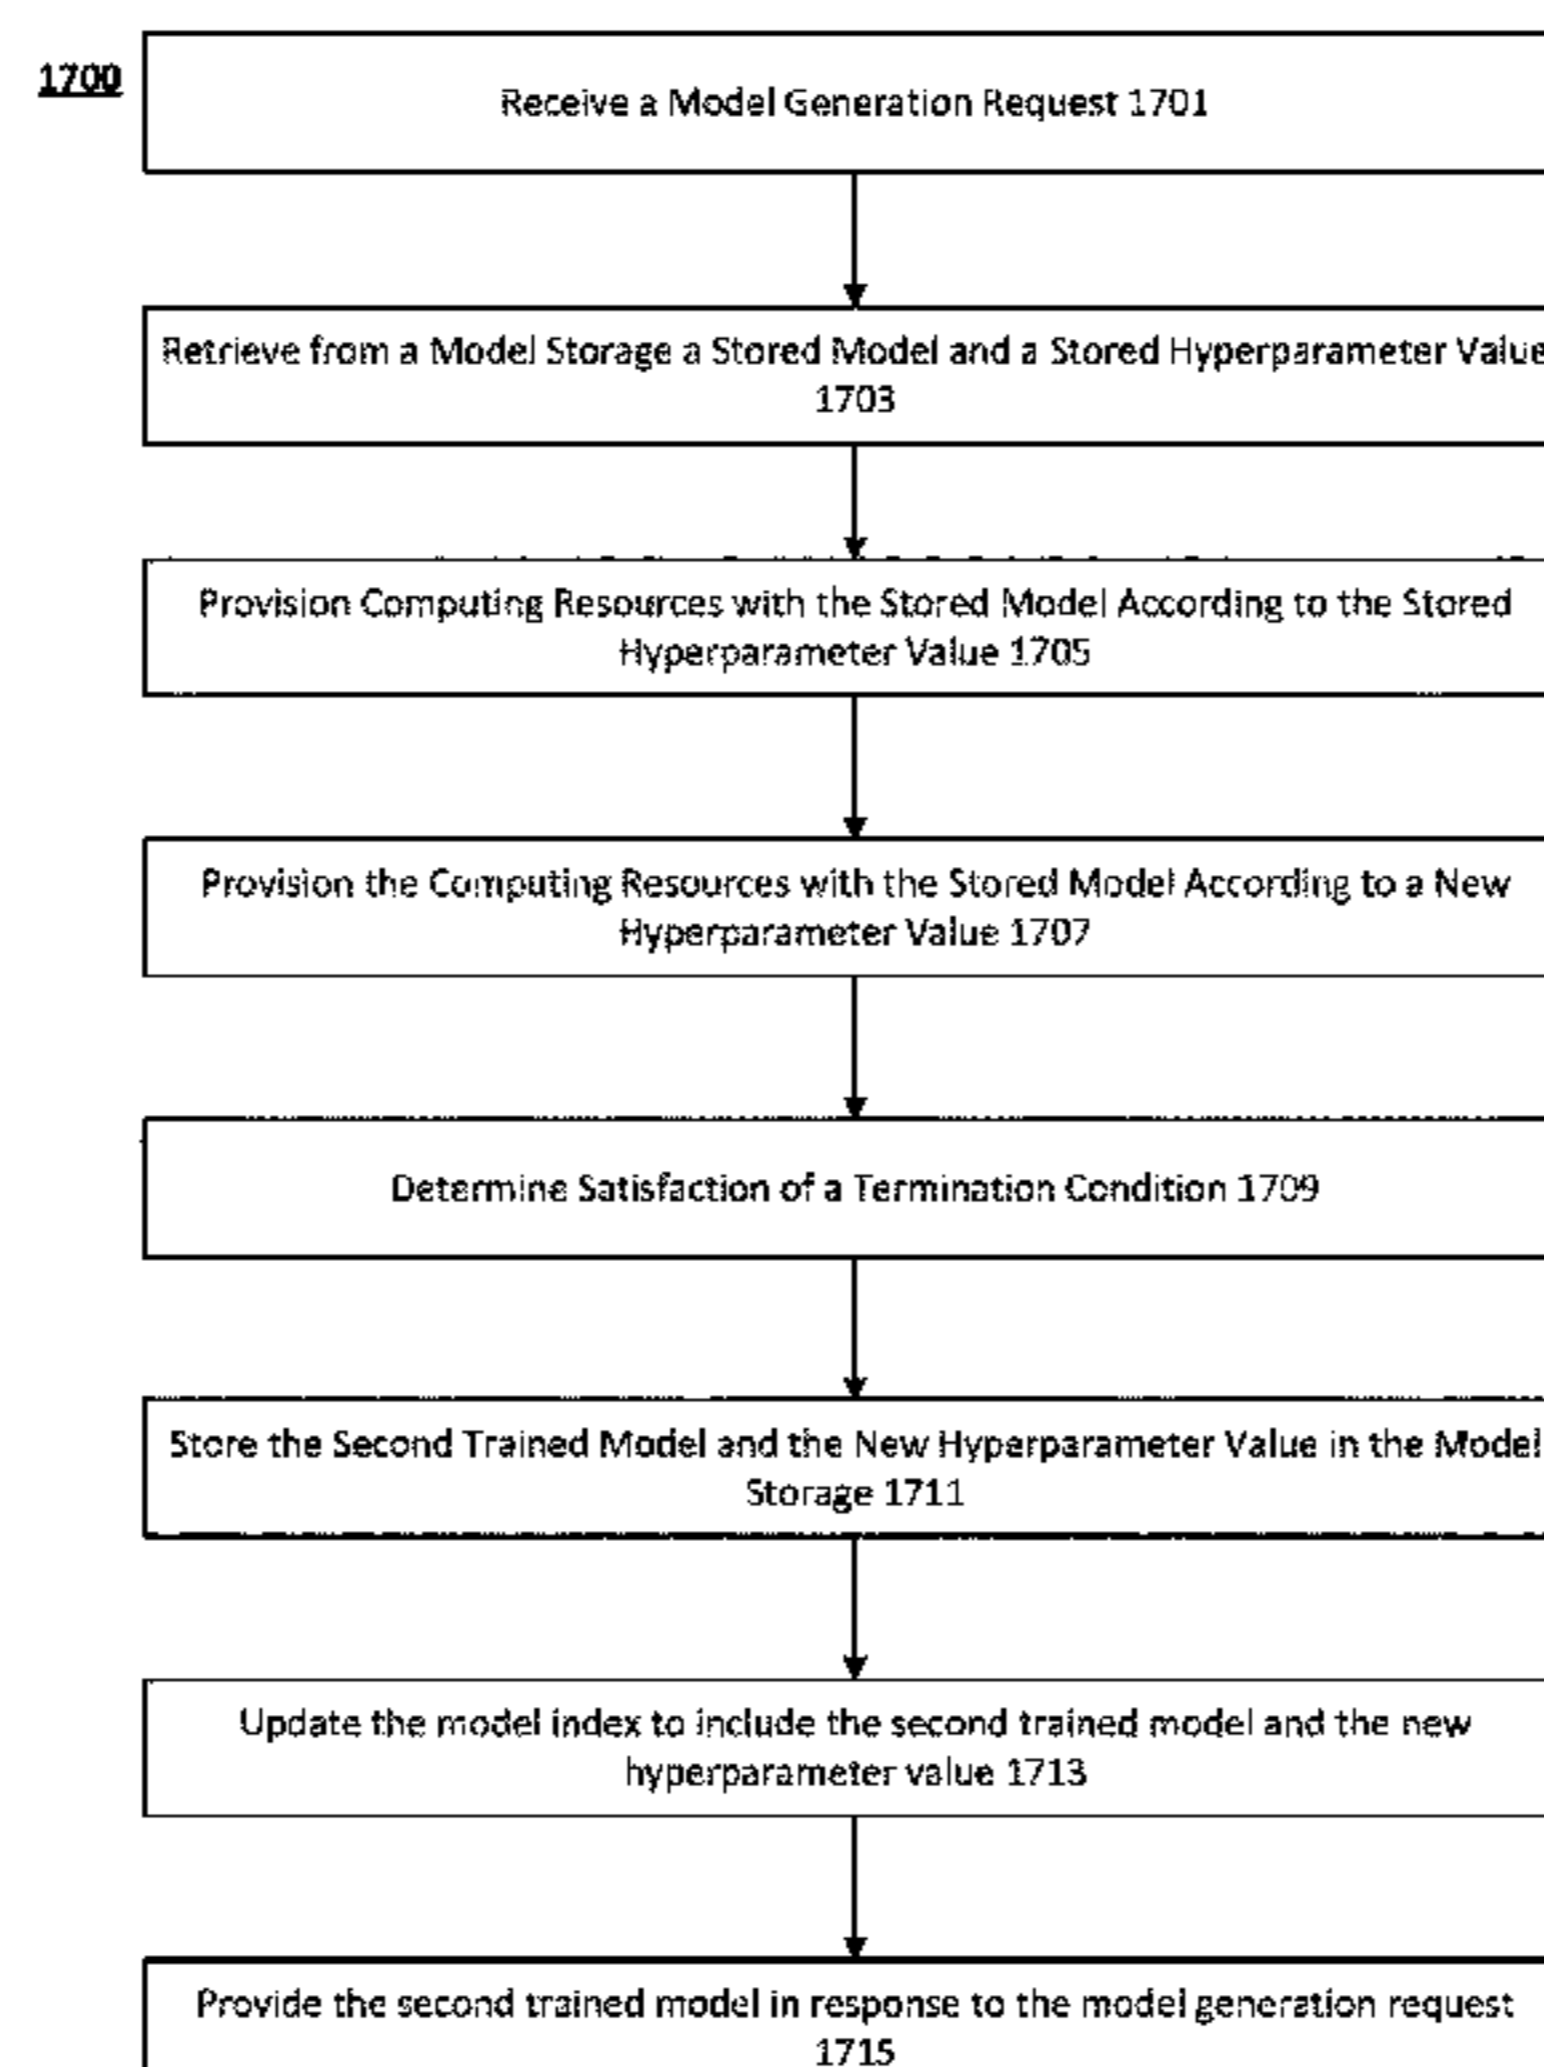 1700
Receive a Model Generation Request 1701
Retrieve from a Model Storage a Stored Model and a Stored Hyperparameter Value
1703
Provision Computing Resources with the Stored Model According to the Stored
Hyperparameter Value 1705
Provision the Computing Resources with the Stored Model According to a New
Hyperparameter Value 1707
Determine Satisfaction of a Termination Condition 1709
Store the Second Trained Model and the New Hyperparameter Value in the Model
Storage 1711
Update the model index to include the second trained model and the new
hyperparameter value 1713
Provide the second trained model in response to the model generation request
1715